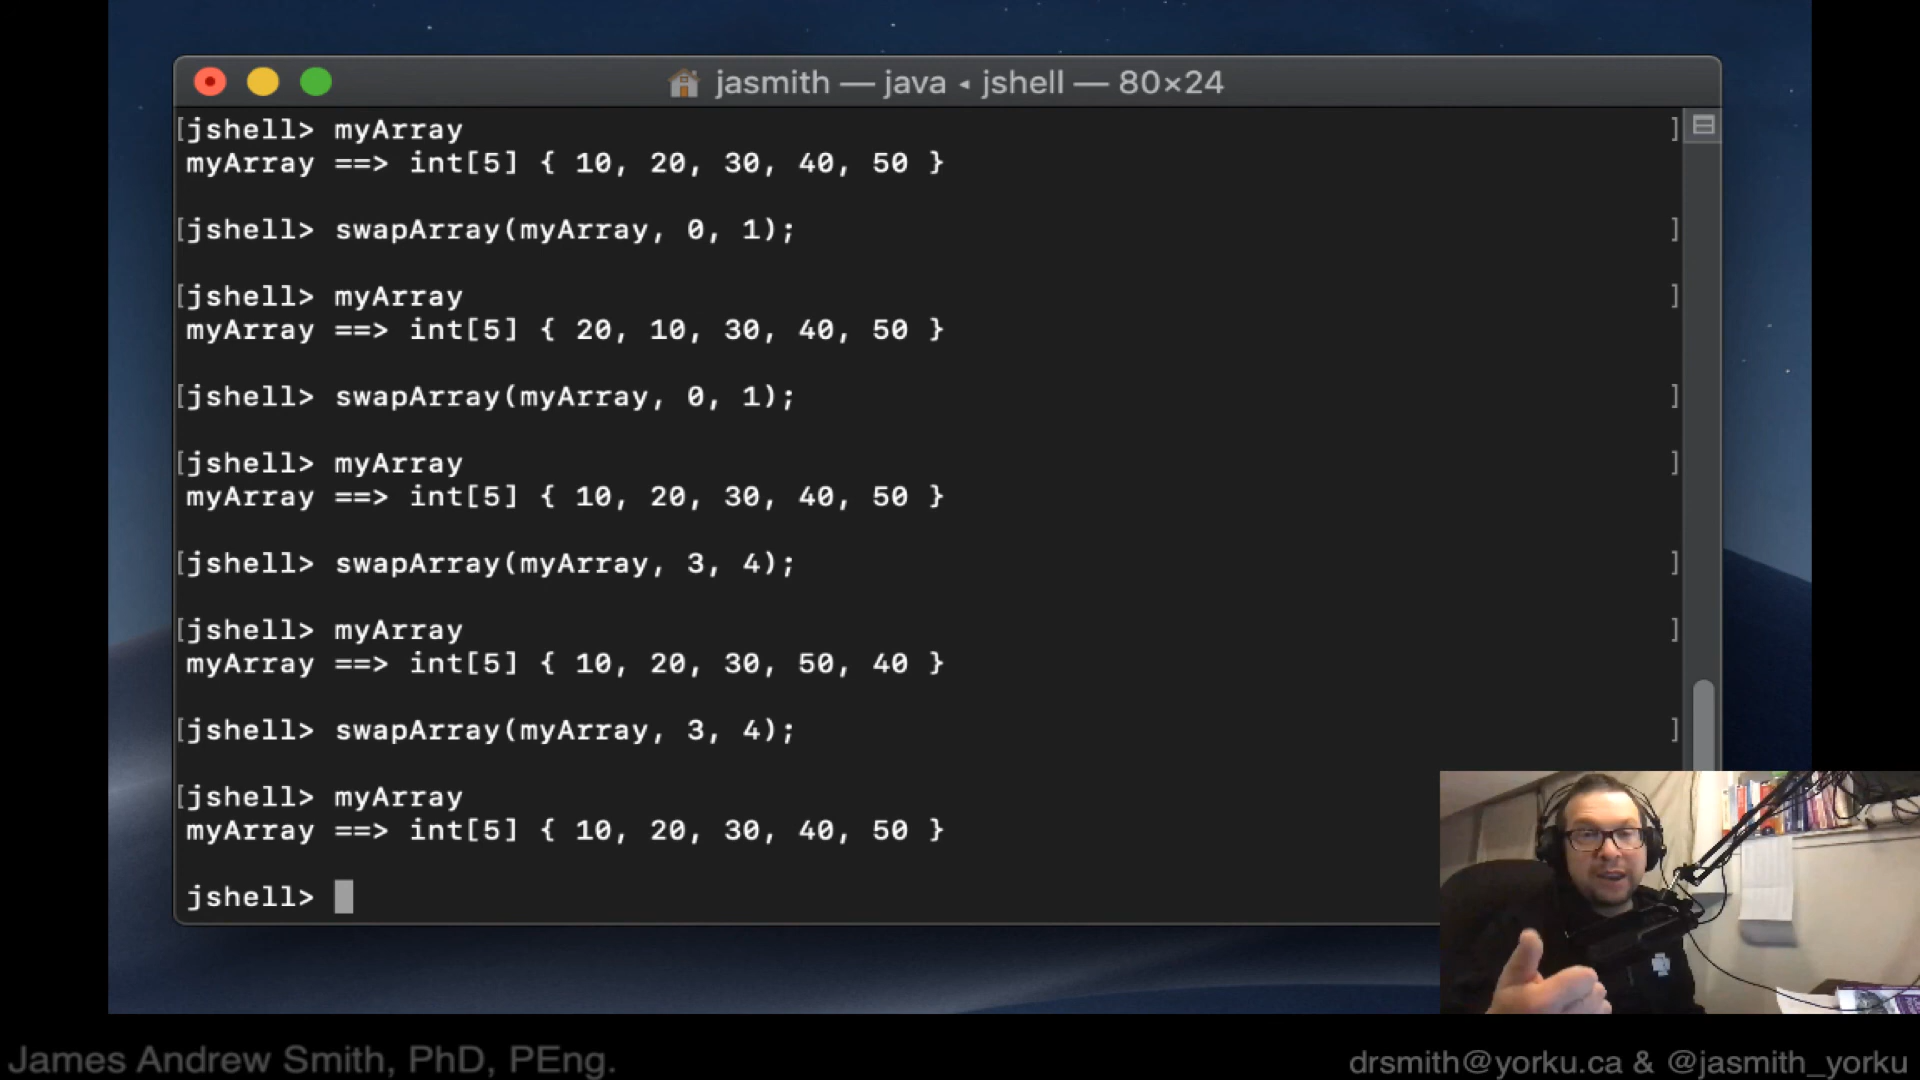 jasmith — java ◂ jshell — 80×24
[jshell> myArray ]
myArray ==> int[5] { 10, 20, 30, 40, 50 }
[jshell> swapArray(myArray, 0, 1); ]
[jshell> myArray ]
myArray ==> int[5] { 20, 10, 30, 40, 50 }
[jshell> swapArray(myArray, 0, 1); ]
[jshell> myArray ]
myArray ==> int[5] { 10, 20, 30, 40, 50 }
[jshell> swapArray(myArray, 3, 4); ]
[jshell> myArray ]
myArray ==> int[5] { 10, 20, 30, 50, 40 }
[jshell> swapArray(myArray, 3, 4); ]
[jshell> myArray
myArray ==> int[5] { 10, 20, 30, 40, 50 }
jshell>
James Andrew Smith, PhD, PEng.
drsmith@yorku.ca & @jasmith_yorku